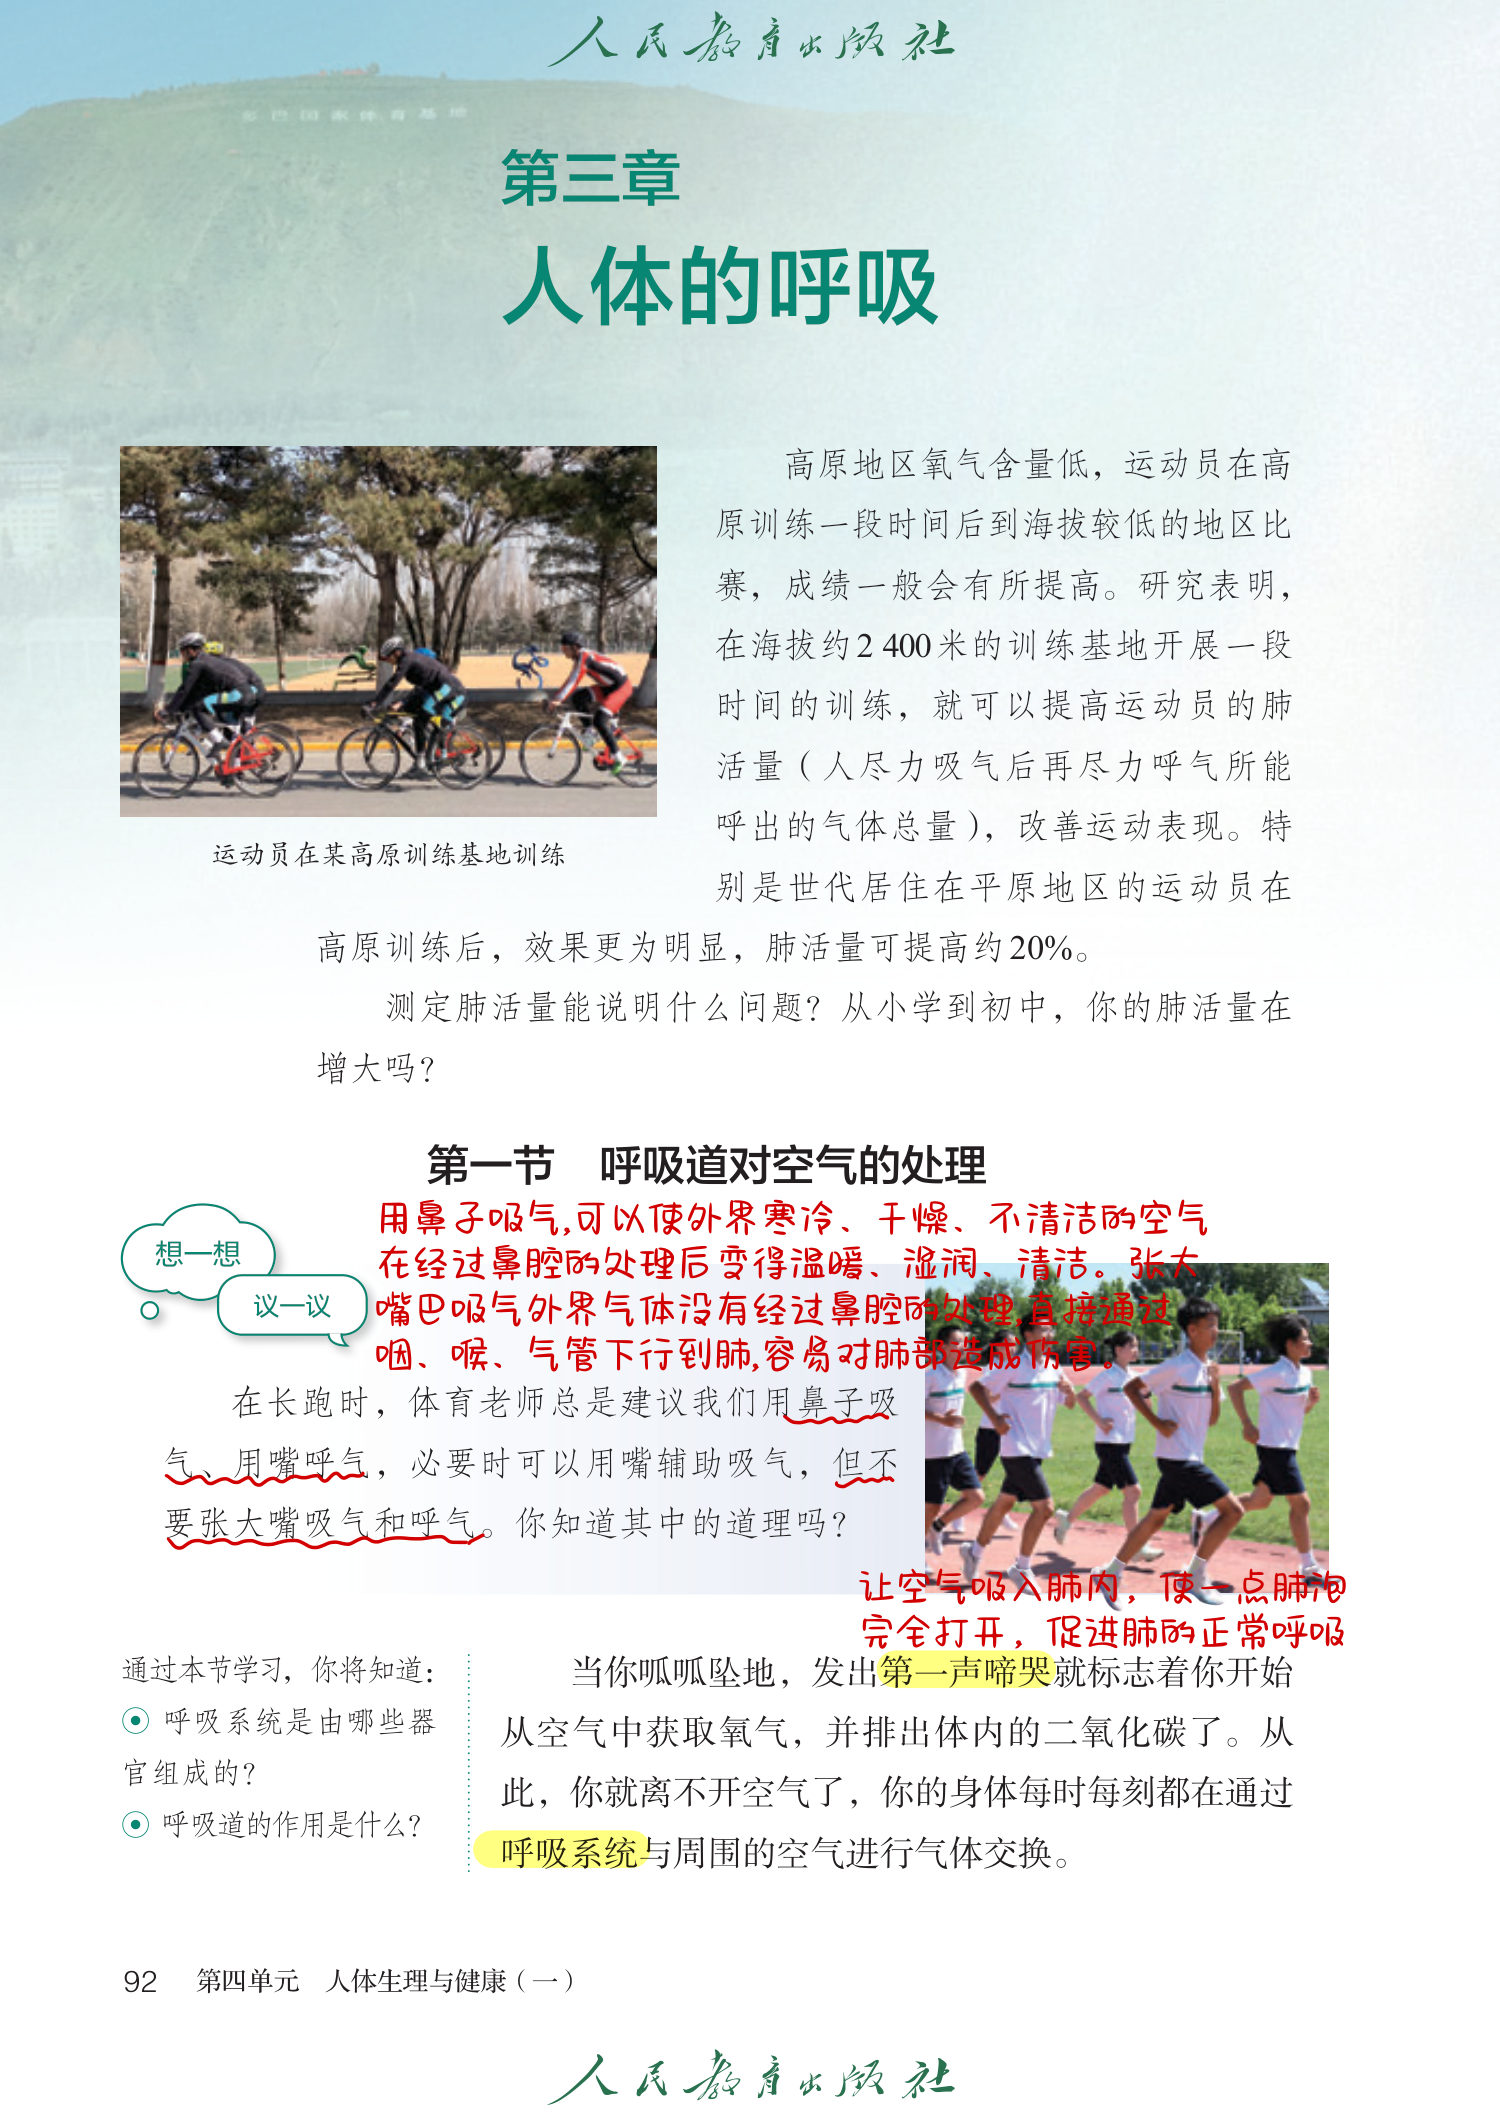 人民教育出版社
多巴国家体育基地
第三章
人体的呼吸
高原地区氧气含量低，运动员在高
原训练一段时间后到海拔较低的地区比
赛，成绩一般会有所提高。研究表明，
在海拔约2 400米的训练基地开展一段
时间的训练，就可以提高运动员的肺
活量（人尽力吸气后再尽力呼气所能
呼出的气体总量），改善运动表现。特
别是世代居住在平原地区的运动员在
高原训练后，效果更为明显，肺活量可提高约20%。
运动员在某高原训练基地训练
测定肺活量能说明什么问题？从小学到初中，你的肺活量在
增大吗？
第一节 呼吸道对空气的处理
想一想
议一议
用鼻子吸气,可以使外界寒冷、干燥、不清洁的空气
在经过鼻腔的处理后变得温暖、湿润、清洁。张大
嘴巴吸气外界气体没有经过鼻腔的处理,直接通过
咽、喉、气管下行到肺,容易对肺部造成伤害。
在长跑时，体育老师总是建议我们用鼻子吸
气、用嘴呼气，必要时可以用嘴辅助吸气，但不
要张大嘴吸气和呼气。你知道其中的道理吗？
让空气吸入肺内，使一点肺泡
完全打开，促进肺的正常呼吸
通过本节学习，你将知道：
呼吸系统是由哪些器
官组成的？
呼吸道的作用是什么？
当你呱呱坠地，发出第一声啼哭就标志着你开始
从空气中获取氧气，并排出体内的二氧化碳了。从
此，你就离不开空气了，你的身体每时每刻都在通过
呼吸系统与周围的空气进行气体交换。
92 第四单元 人体生理与健康（一）
人民教育出版社